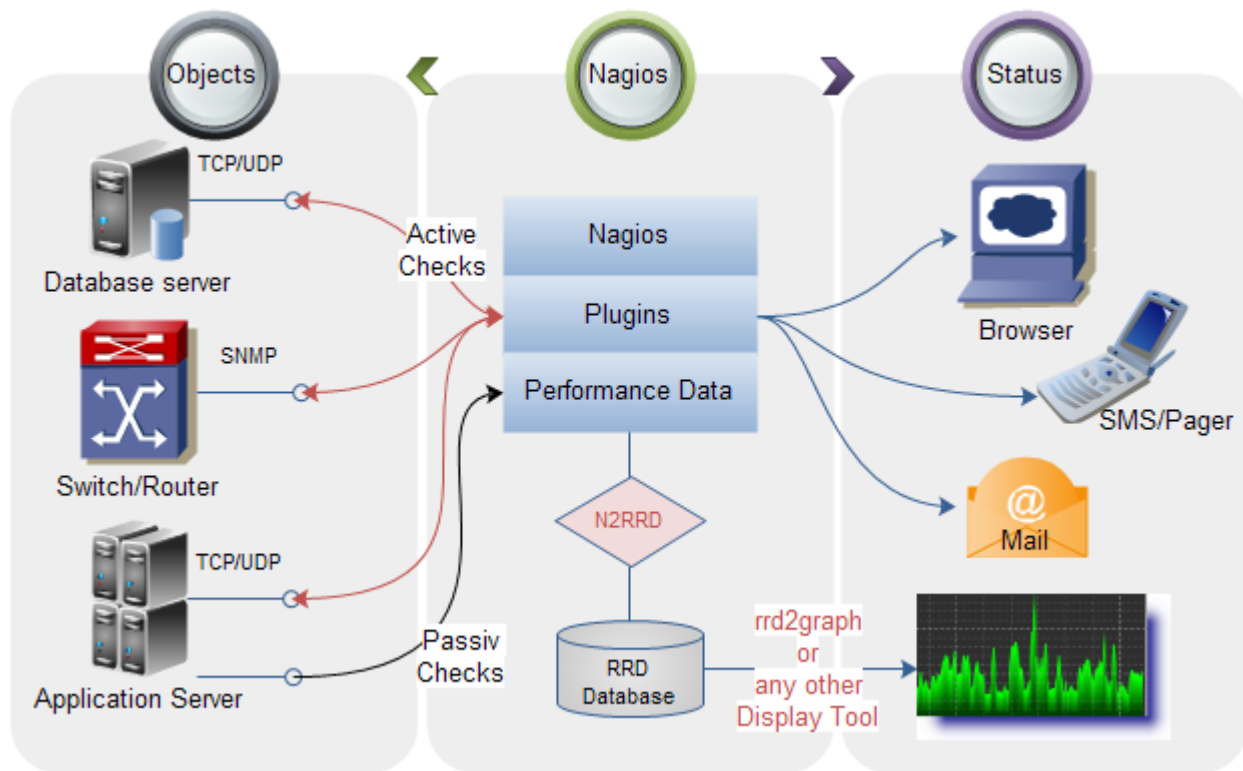 Objects
Nagios
Status
TCP/UDP
Database server
SNMP
Switch/Router
TCP/UDP
Application Server
Active
Checks
Passiv
Checks
Nagios
Plugins
Performance Data
N2RRD
RRD
Database
rrd2graph
or
any other
Display Tool
Browser
SMS/Pager
@
Mail